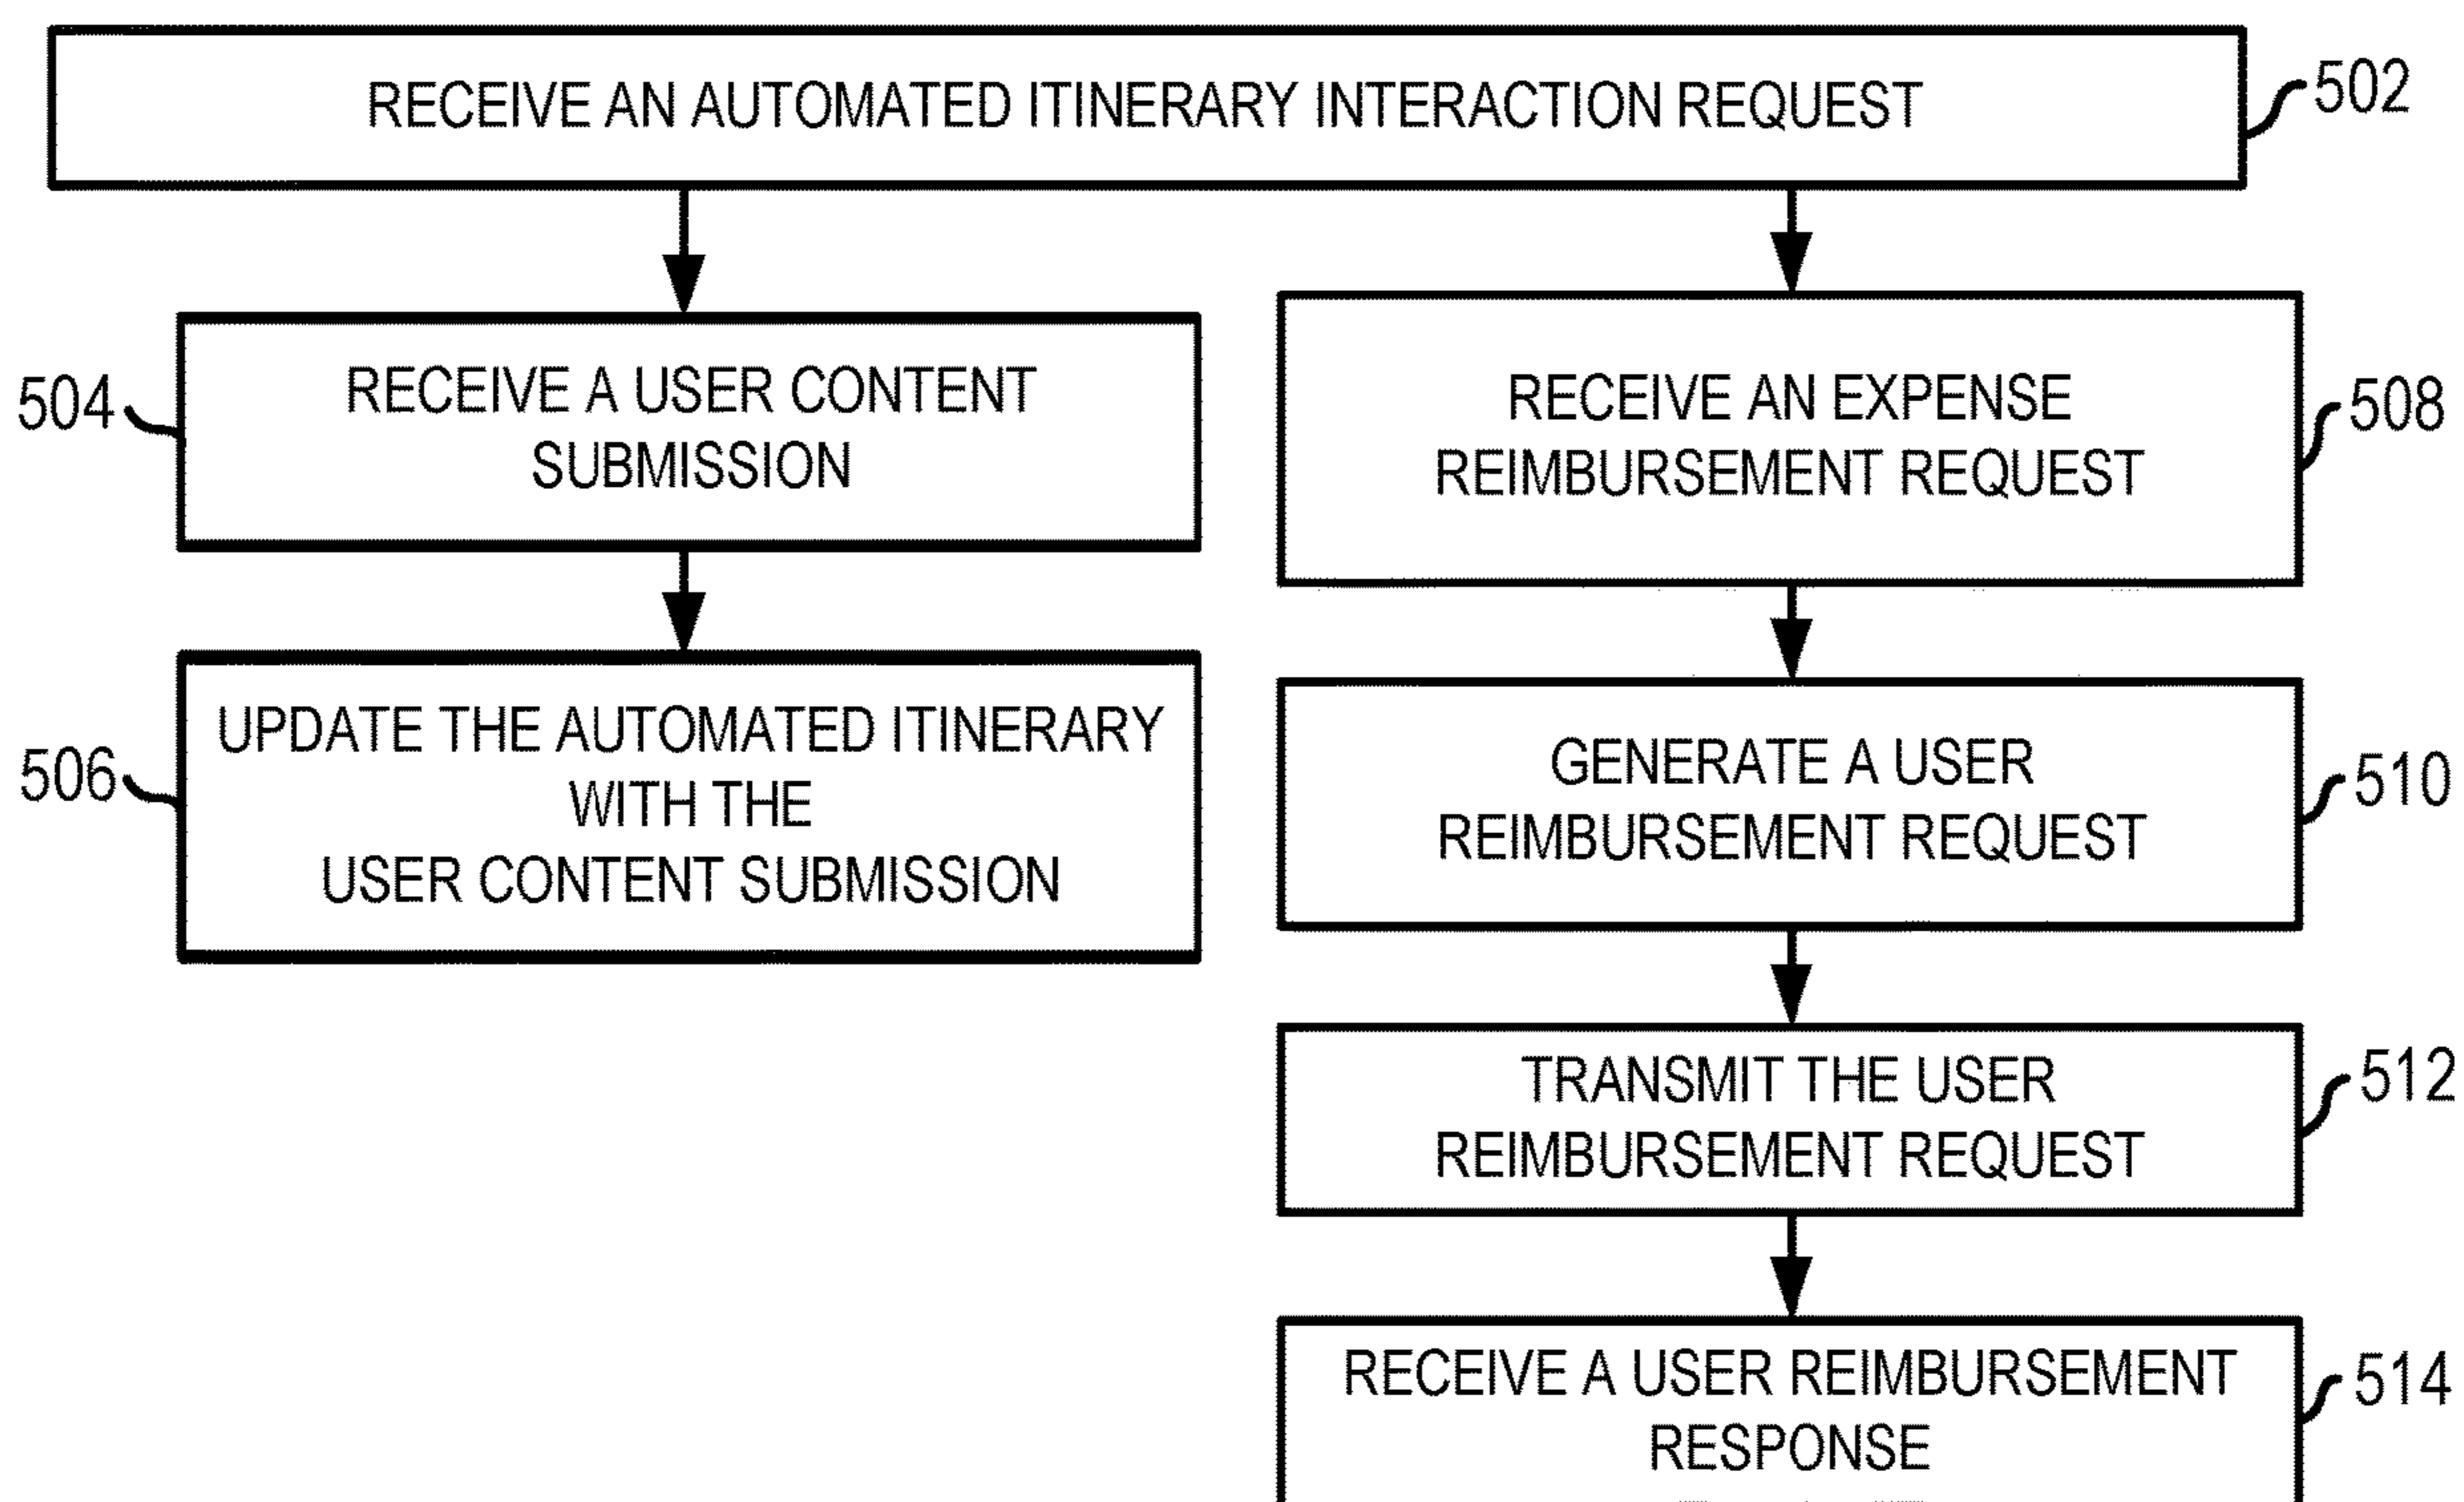 RECEIVE AN AUTOMATED ITINERARY INTERACTION REQUEST
502
504
RECEIVE A USER CONTENT
SUBMISSION
RECEIVE AN EXPENSE
REIMBURSEMENT REQUEST
508
506
UPDATE THE AUTOMATED ITINERARY
WITH THE
USER CONTENT SUBMISSION
GENERATE A USER
REIMBURSEMENT REQUEST
510
TRANSMIT THE USER
REIMBURSEMENT REQUEST
512
RECEIVE A USER REIMBURSEMENT
RESPONSE
514